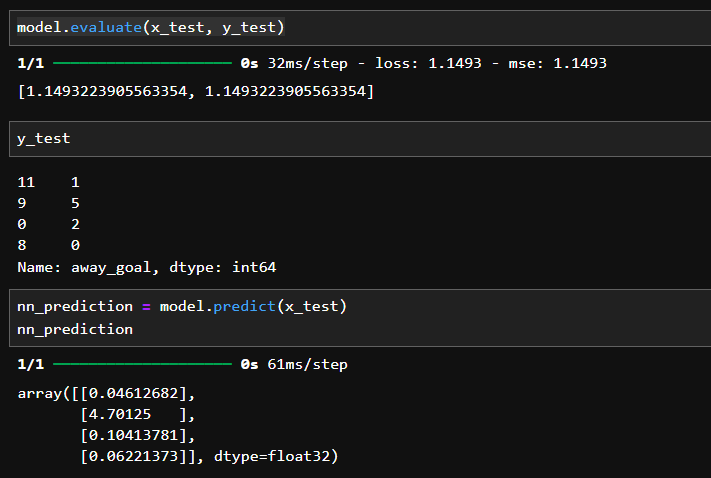 model.evaluate(x_test, y_test)
1/1 ━━━━━━━━━━━━━━━━━━━━ 0s 32ms/step - loss: 1.1493 - mse: 1.1493
[1.1493223905563354, 1.1493223905563354]
y_test
11    1
9     5
0     2
8     0
Name: away_goal, dtype: int64
nn_prediction = model.predict(x_test)
nn_prediction
1/1 ━━━━━━━━━━━━━━━━━━━━ 0s 61ms/step
array([[0.04612682],
       [4.70125   ],
       [0.10413781],
       [0.06221373]], dtype=float32)